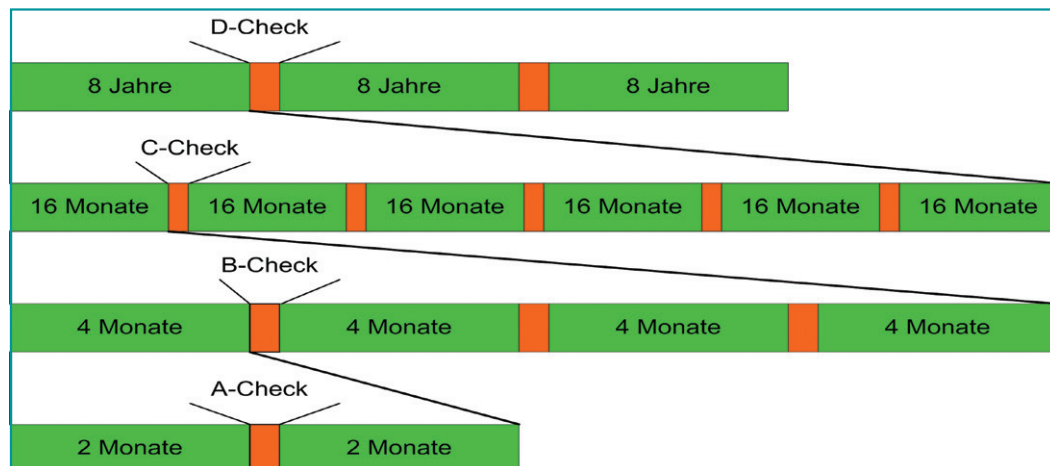 D-Check
8 Jahre 8 Jahre 8 Jahre
C-Check
16 Monate 16 Monate 16 Monate 16 Monate 16 Monate 16 Monate
B-Check
4 Monate 4 Monate 4 Monate 4 Monate
A-Check
2 Monate 2 Monate